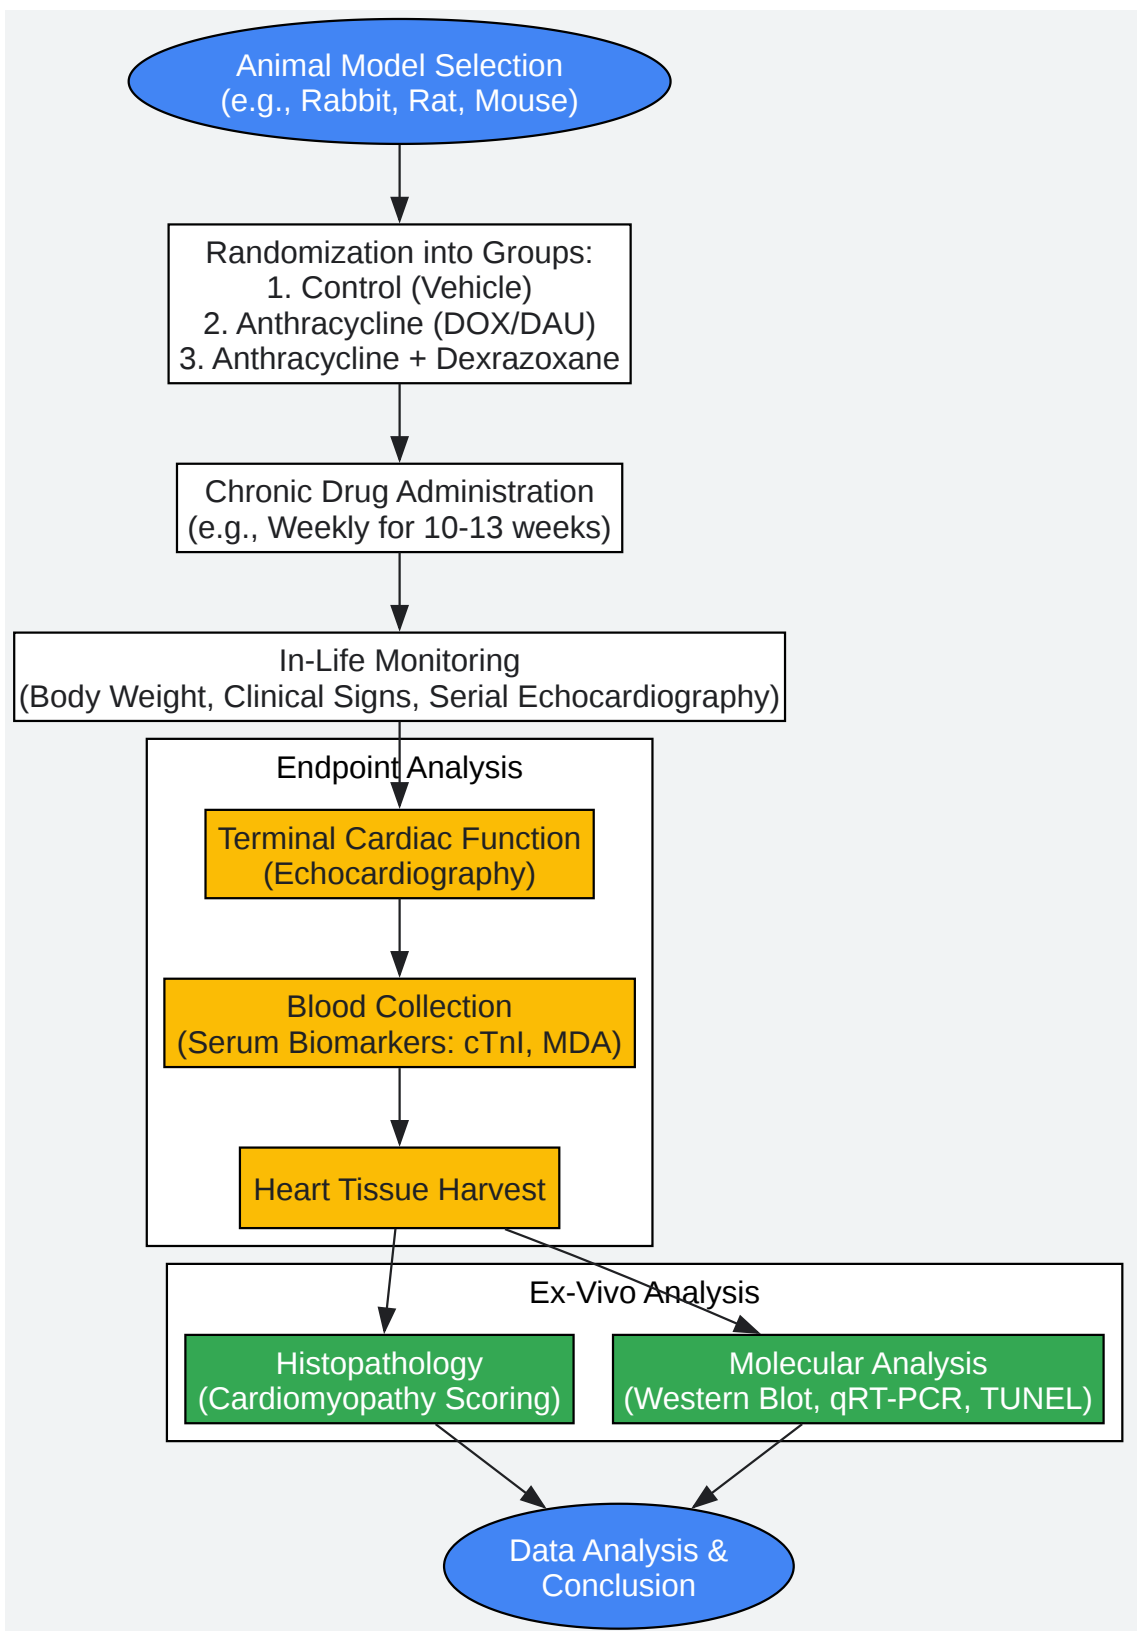 Animal Model Selection
(e.g., Rabbit, Rat, Mouse)
Randomization into Groups:
1. Control (Vehicle)
2. Anthracycline (DOX/DAU)
3. Anthracycline + Dexrazoxane
Chronic Drug Administration
(e.g., Weekly for 10-13 weeks)
In-Life Monitoring
(Body Weight, Clinical Signs, Serial Echocardiography)
Endpoint Analysis
Terminal Cardiac Function
(Echocardiography)
Blood Collection
(Serum Biomarkers: cTnI, MDA)
Heart Tissue Harvest
Ex-Vivo Analysis
Histopathology
(Cardiomyopathy Scoring)
Molecular Analysis
(Western Blot, qRT-PCR, TUNEL)
Data Analysis &
Conclusion